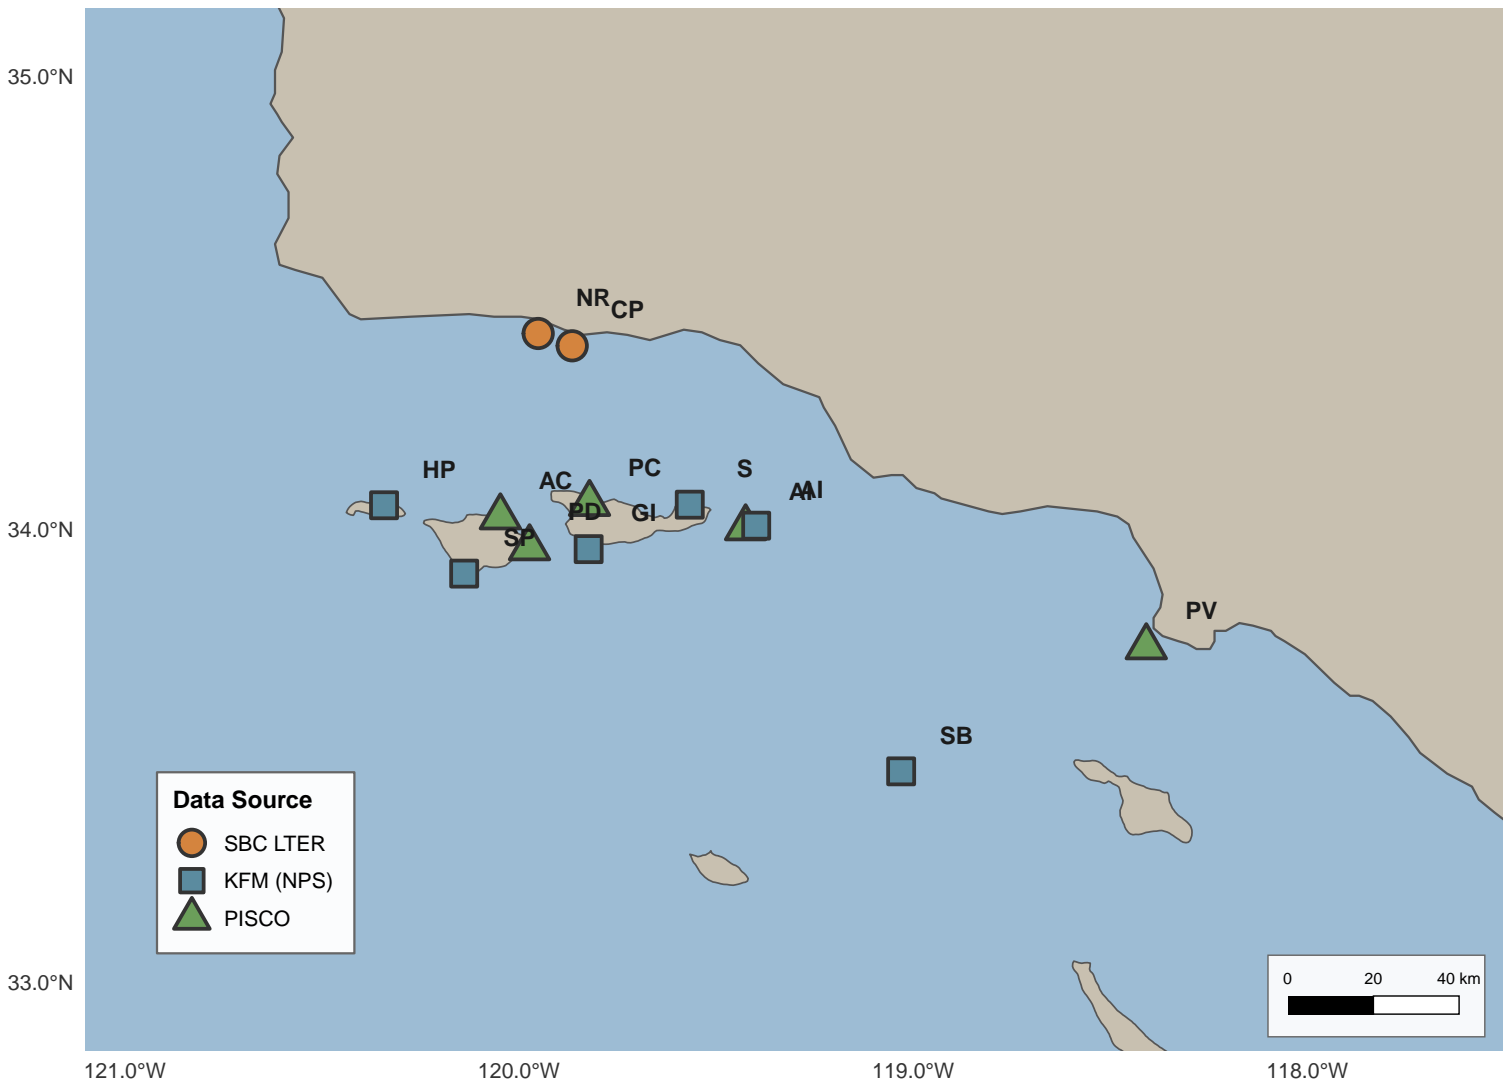 35.0°N
NR
CP
HP
AC
PC
S
AI
AI
PD
GI
SP
34.0°N
PV
SB
Data Source
SBC LTER
KFM (NPS)
PISCO
33.0°N
0 20 40 km
121.0°W 120.0°W 119.0°W 118.0°W